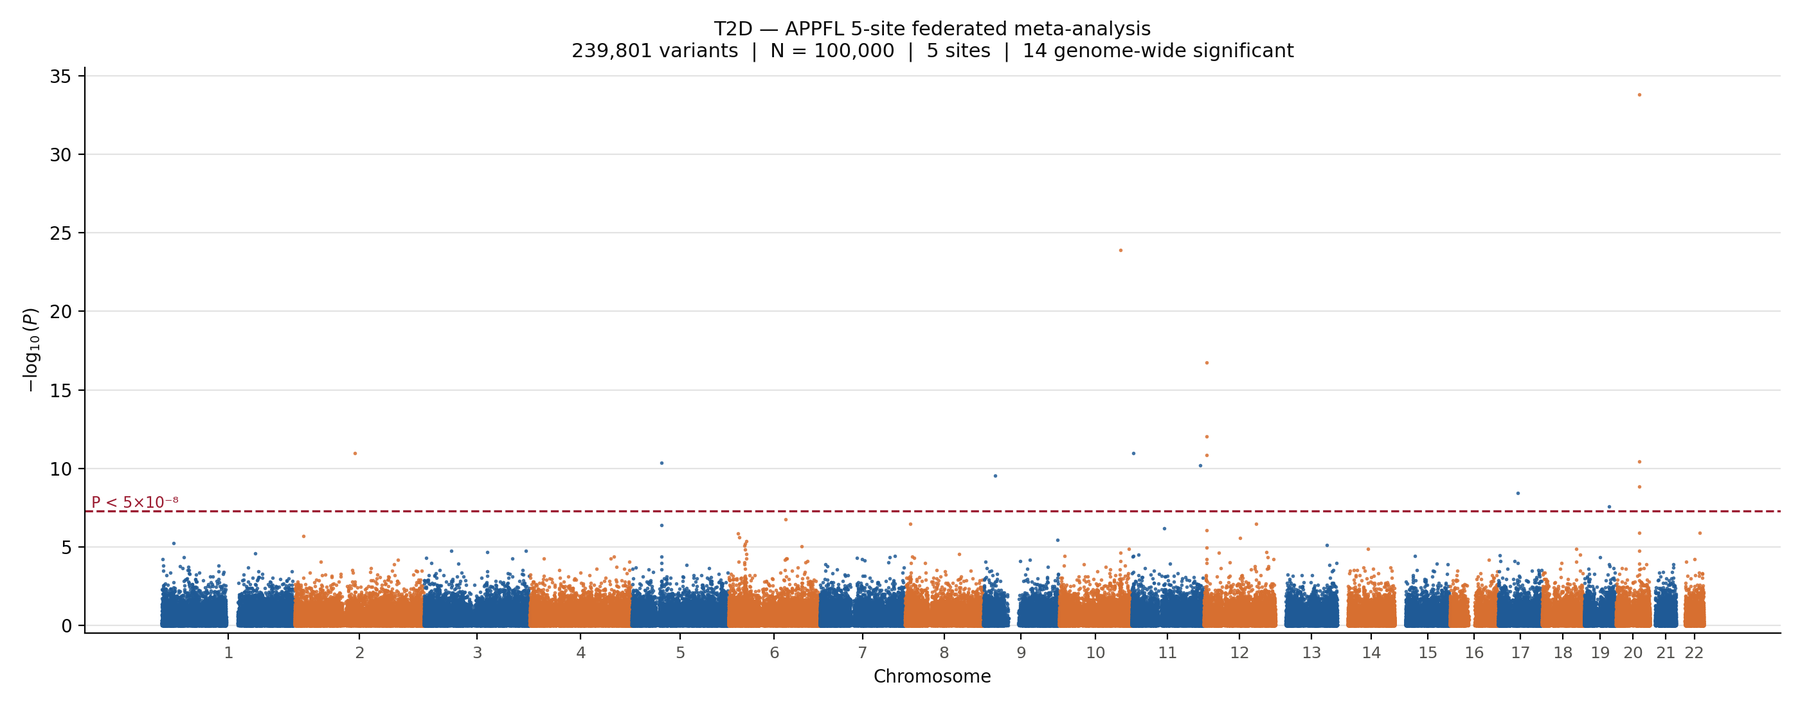 T2D — APPFL 5-site federated meta-analysis
239,801 variants | N = 100,000 | 5 sites | 14 genome-wide significant
35
30
25
20
15
10
5
0
−log₁₀(P)
P < 5×10⁻⁸
1 2 3 4 5 6 7 8 9 10 11 12 13 14 15 16 17 18 19 20 21 22
Chromosome